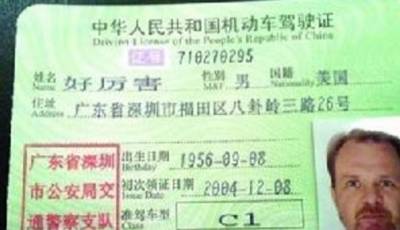 中华人民共和国机动车驾驶证
Driving License of the People's Republic of China
710270295
姓名 Name 好厉害 性别 M&F 男 国籍 Nationality 美国
住址 Address 广东省深圳市福田区八卦岭三路26号
广东省深圳
市公安局交
通警察支队
出生日期 Birthday 1956-09-08
初次领证日期 Issue Date 2004-12-08
准驾车型 Class C1